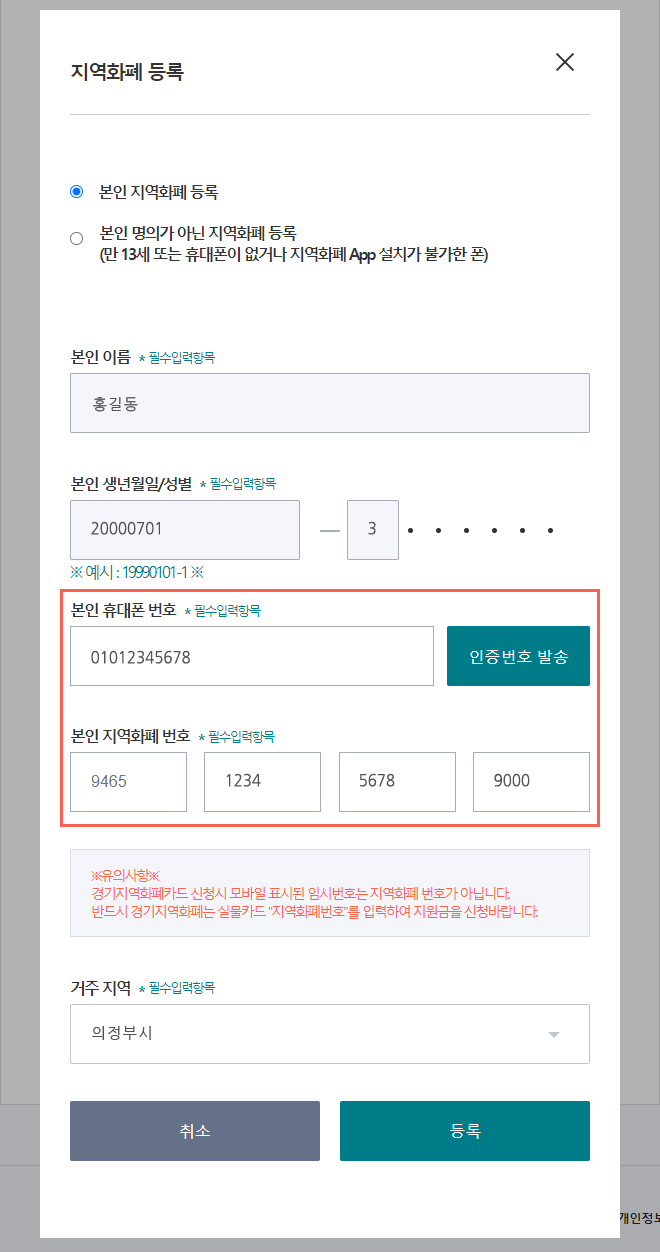 지역화폐 등록
본인 지역화폐 등록
본인 명의가 아닌 지역화폐 등록
(만 13세 또는 휴대폰이 없거나 지역화폐 App 설치가 불가한 폰)
본인 이름 * 필수입력항목
홍길동
본인 생년월일/성별 * 필수입력항목
20000701 — 3 • • • • • •
※ 예시 : 19990101-1 ※
본인 휴대폰 번호 * 필수입력항목
01012345678 인증번호 발송
본인 지역화폐 번호 * 필수입력항목
9465 1234 5678 9000
※유의사항※
경기지역화폐카드 신청시 모바일 표시된 임시번호는 지역화폐 번호가 아닙니다.
반드시 경기지역화폐는 실물카드 "지역화폐번호"를 입력하여 지원금을 신청바랍니다.
거주 지역 * 필수입력항목
의정부시
취소 등록
개인정보